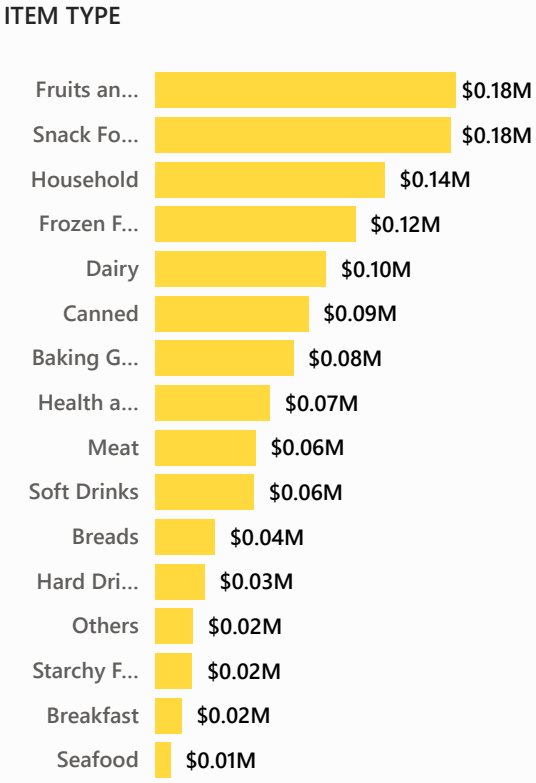 ITEM TYPE
Fruits an... $0.18M
Snack Fo... $0.18M
Household $0.14M
Frozen F... $0.12M
Dairy $0.10M
Canned $0.09M
Baking G... $0.08M
Health a... $0.07M
Meat $0.06M
Soft Drinks $0.06M
Breads $0.04M
Hard Dri... $0.03M
Others $0.02M
Starchy F... $0.02M
Breakfast $0.02M
Seafood $0.01M